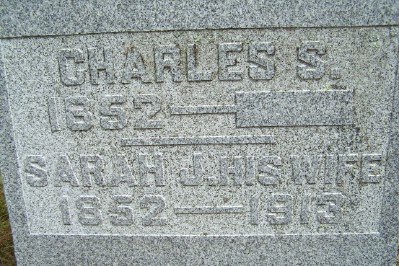 CHARLES S.
1852 —
SARAH J. HIS WIFE
1852 — 1913